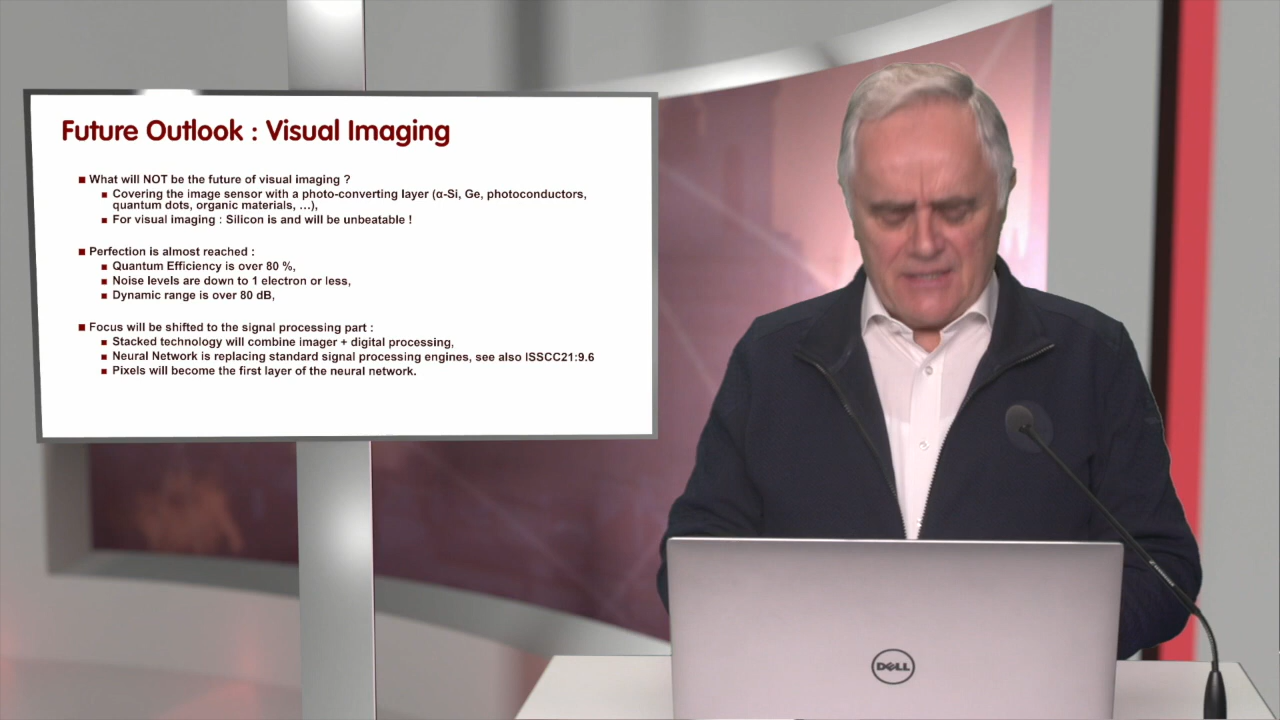 Future Outlook : Visual Imaging
What will NOT be the future of visual imaging ?
Covering the image sensor with a photo-converting layer (α-Si, Ge, photoconductors,
quantum dots, organic materials, …),
For visual imaging : Silicon is and will be unbeatable !
Perfection is almost reached :
Quantum Efficiency is over 80 %,
Noise levels are down to 1 electron or less,
Dynamic range is over 80 dB,
Focus will be shifted to the signal processing part :
Stacked technology will combine imager + digital processing,
Neural Network is replacing standard signal processing engines, see also ISSCC21:9.6
Pixels will become the first layer of the neural network.
DELL